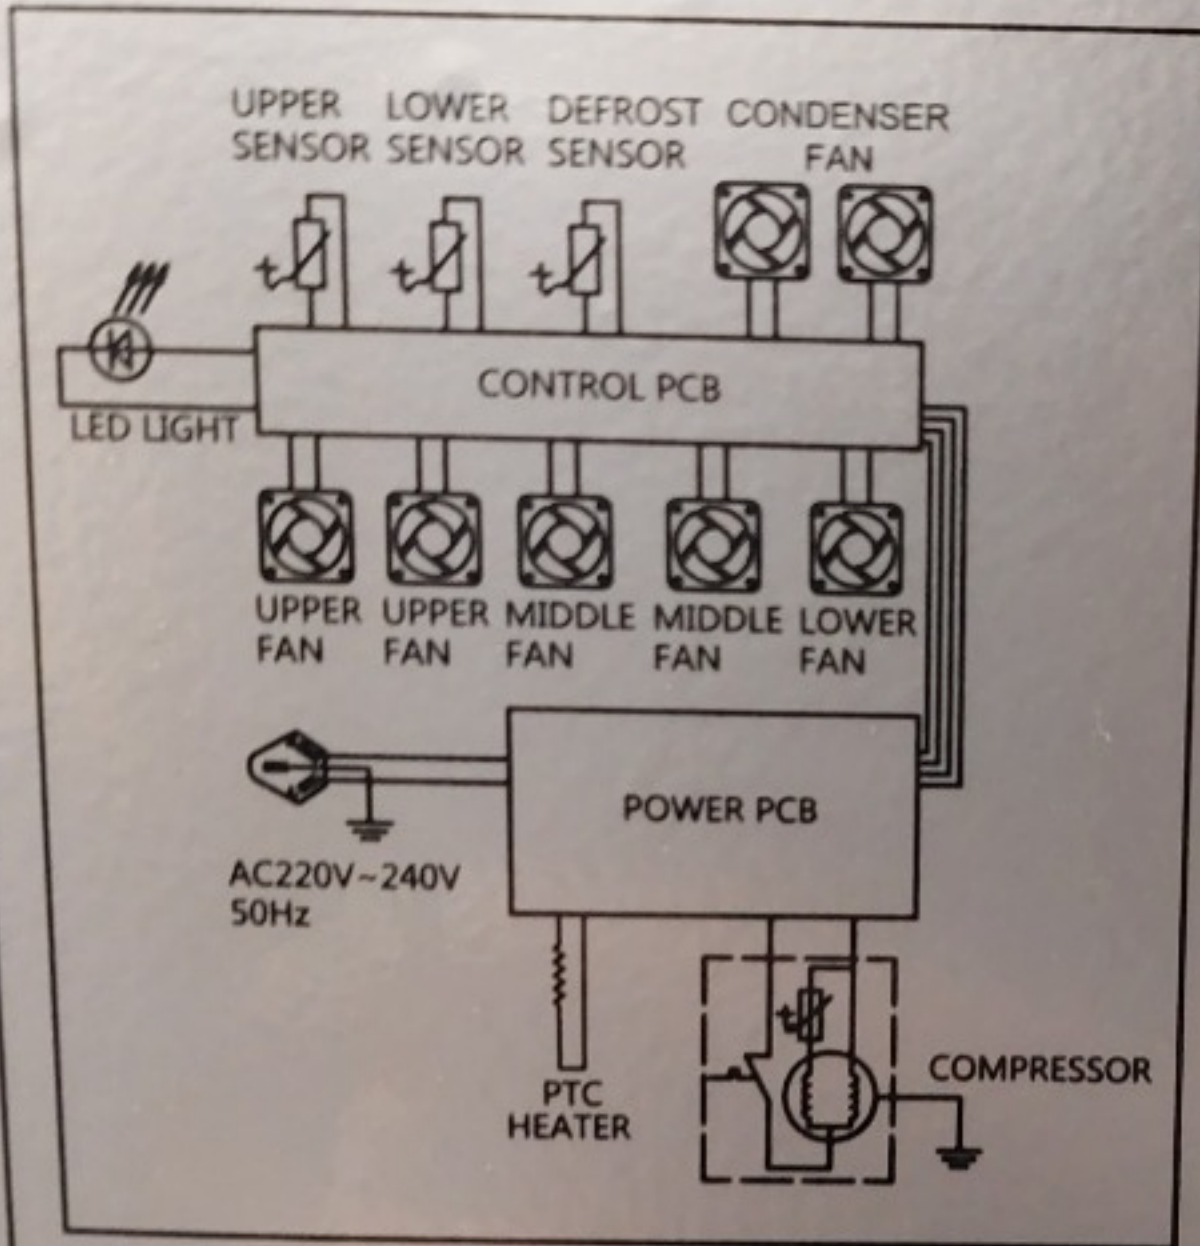 UPPER SENSOR
LOWER SENSOR
DEFROST SENSOR
CONDENSER FAN
CONTROL PCB
LED LIGHT
UPPER FAN
UPPER FAN
MIDDLE FAN
MIDDLE FAN
LOWER FAN
POWER PCB
AC220V~240V
50Hz
t
t
t
t
PTC HEATER
COMPRESSOR